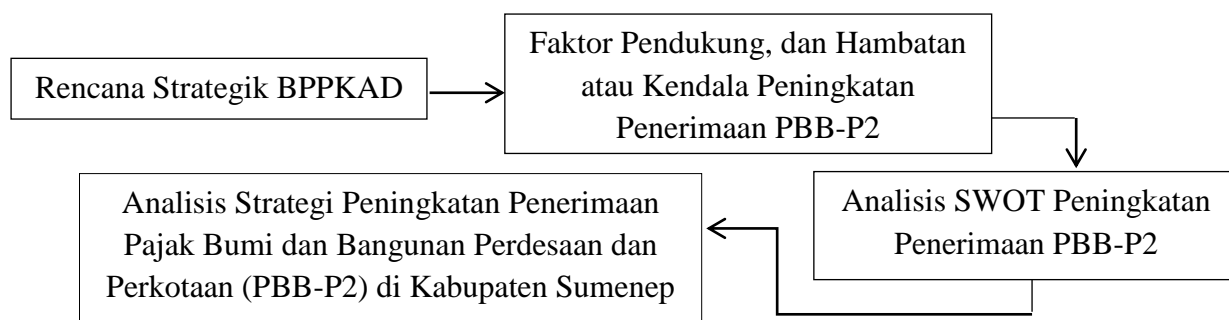 Rencana Strategik BPPKAD
Faktor Pendukung, dan Hambatan
atau Kendala Peningkatan
Penerimaan PBB-P2
Analisis SWOT Peningkatan
Penerimaan PBB-P2
Analisis Strategi Peningkatan Penerimaan
Pajak Bumi dan Bangunan Perdesaan dan
Perkotaan (PBB-P2) di Kabupaten Sumenep